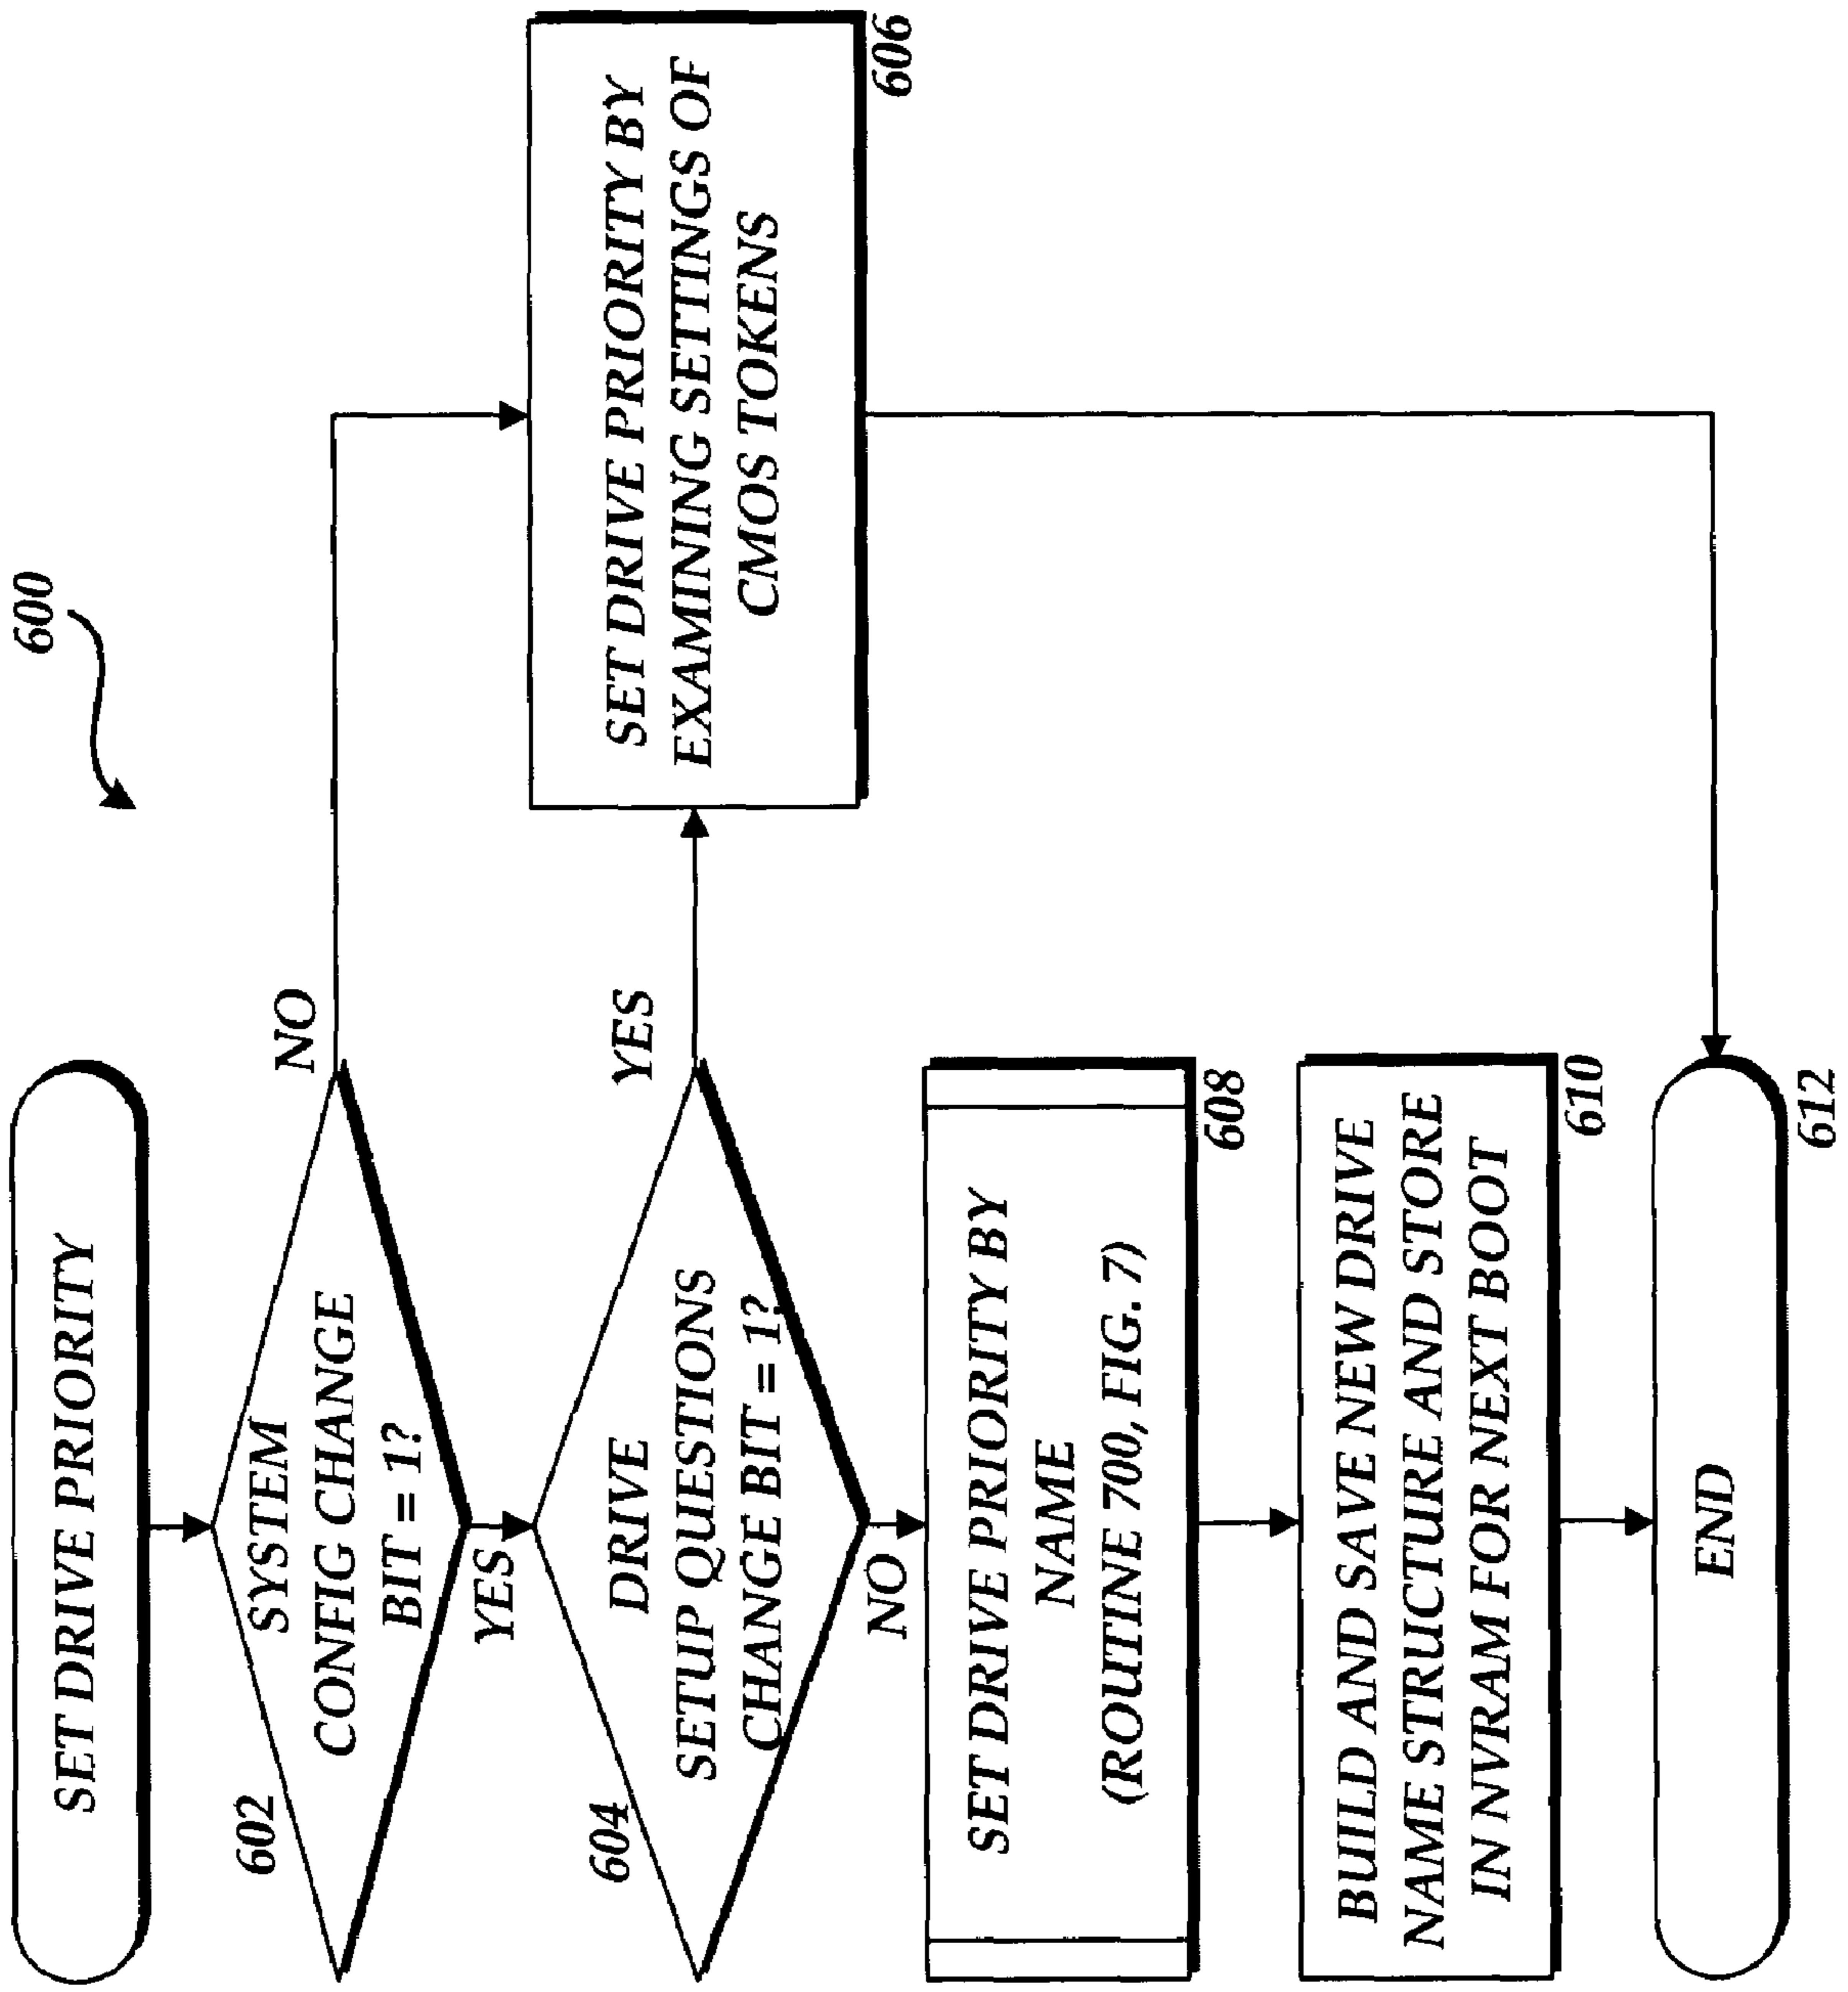 600
SET DRIVE PRIORITY
602
SYSTEM
CONFIG CHANGE
BIT = 1?
NO
YES
604
DRIVE
SETUP QUESTIONS
CHANGE BIT = 1?
YES
NO
SET DRIVE PRIORITY BY
EXAMINING SETTINGS OF
CMOS TOKENS
606
SET DRIVE PRIORITY BY
NAME
(ROUTINE 700, FIG. 7)
608
BUILD AND SAVE NEW DRIVE
NAME STRUCTURE AND STORE
IN NVRAM FOR NEXT BOOT
610
END
612